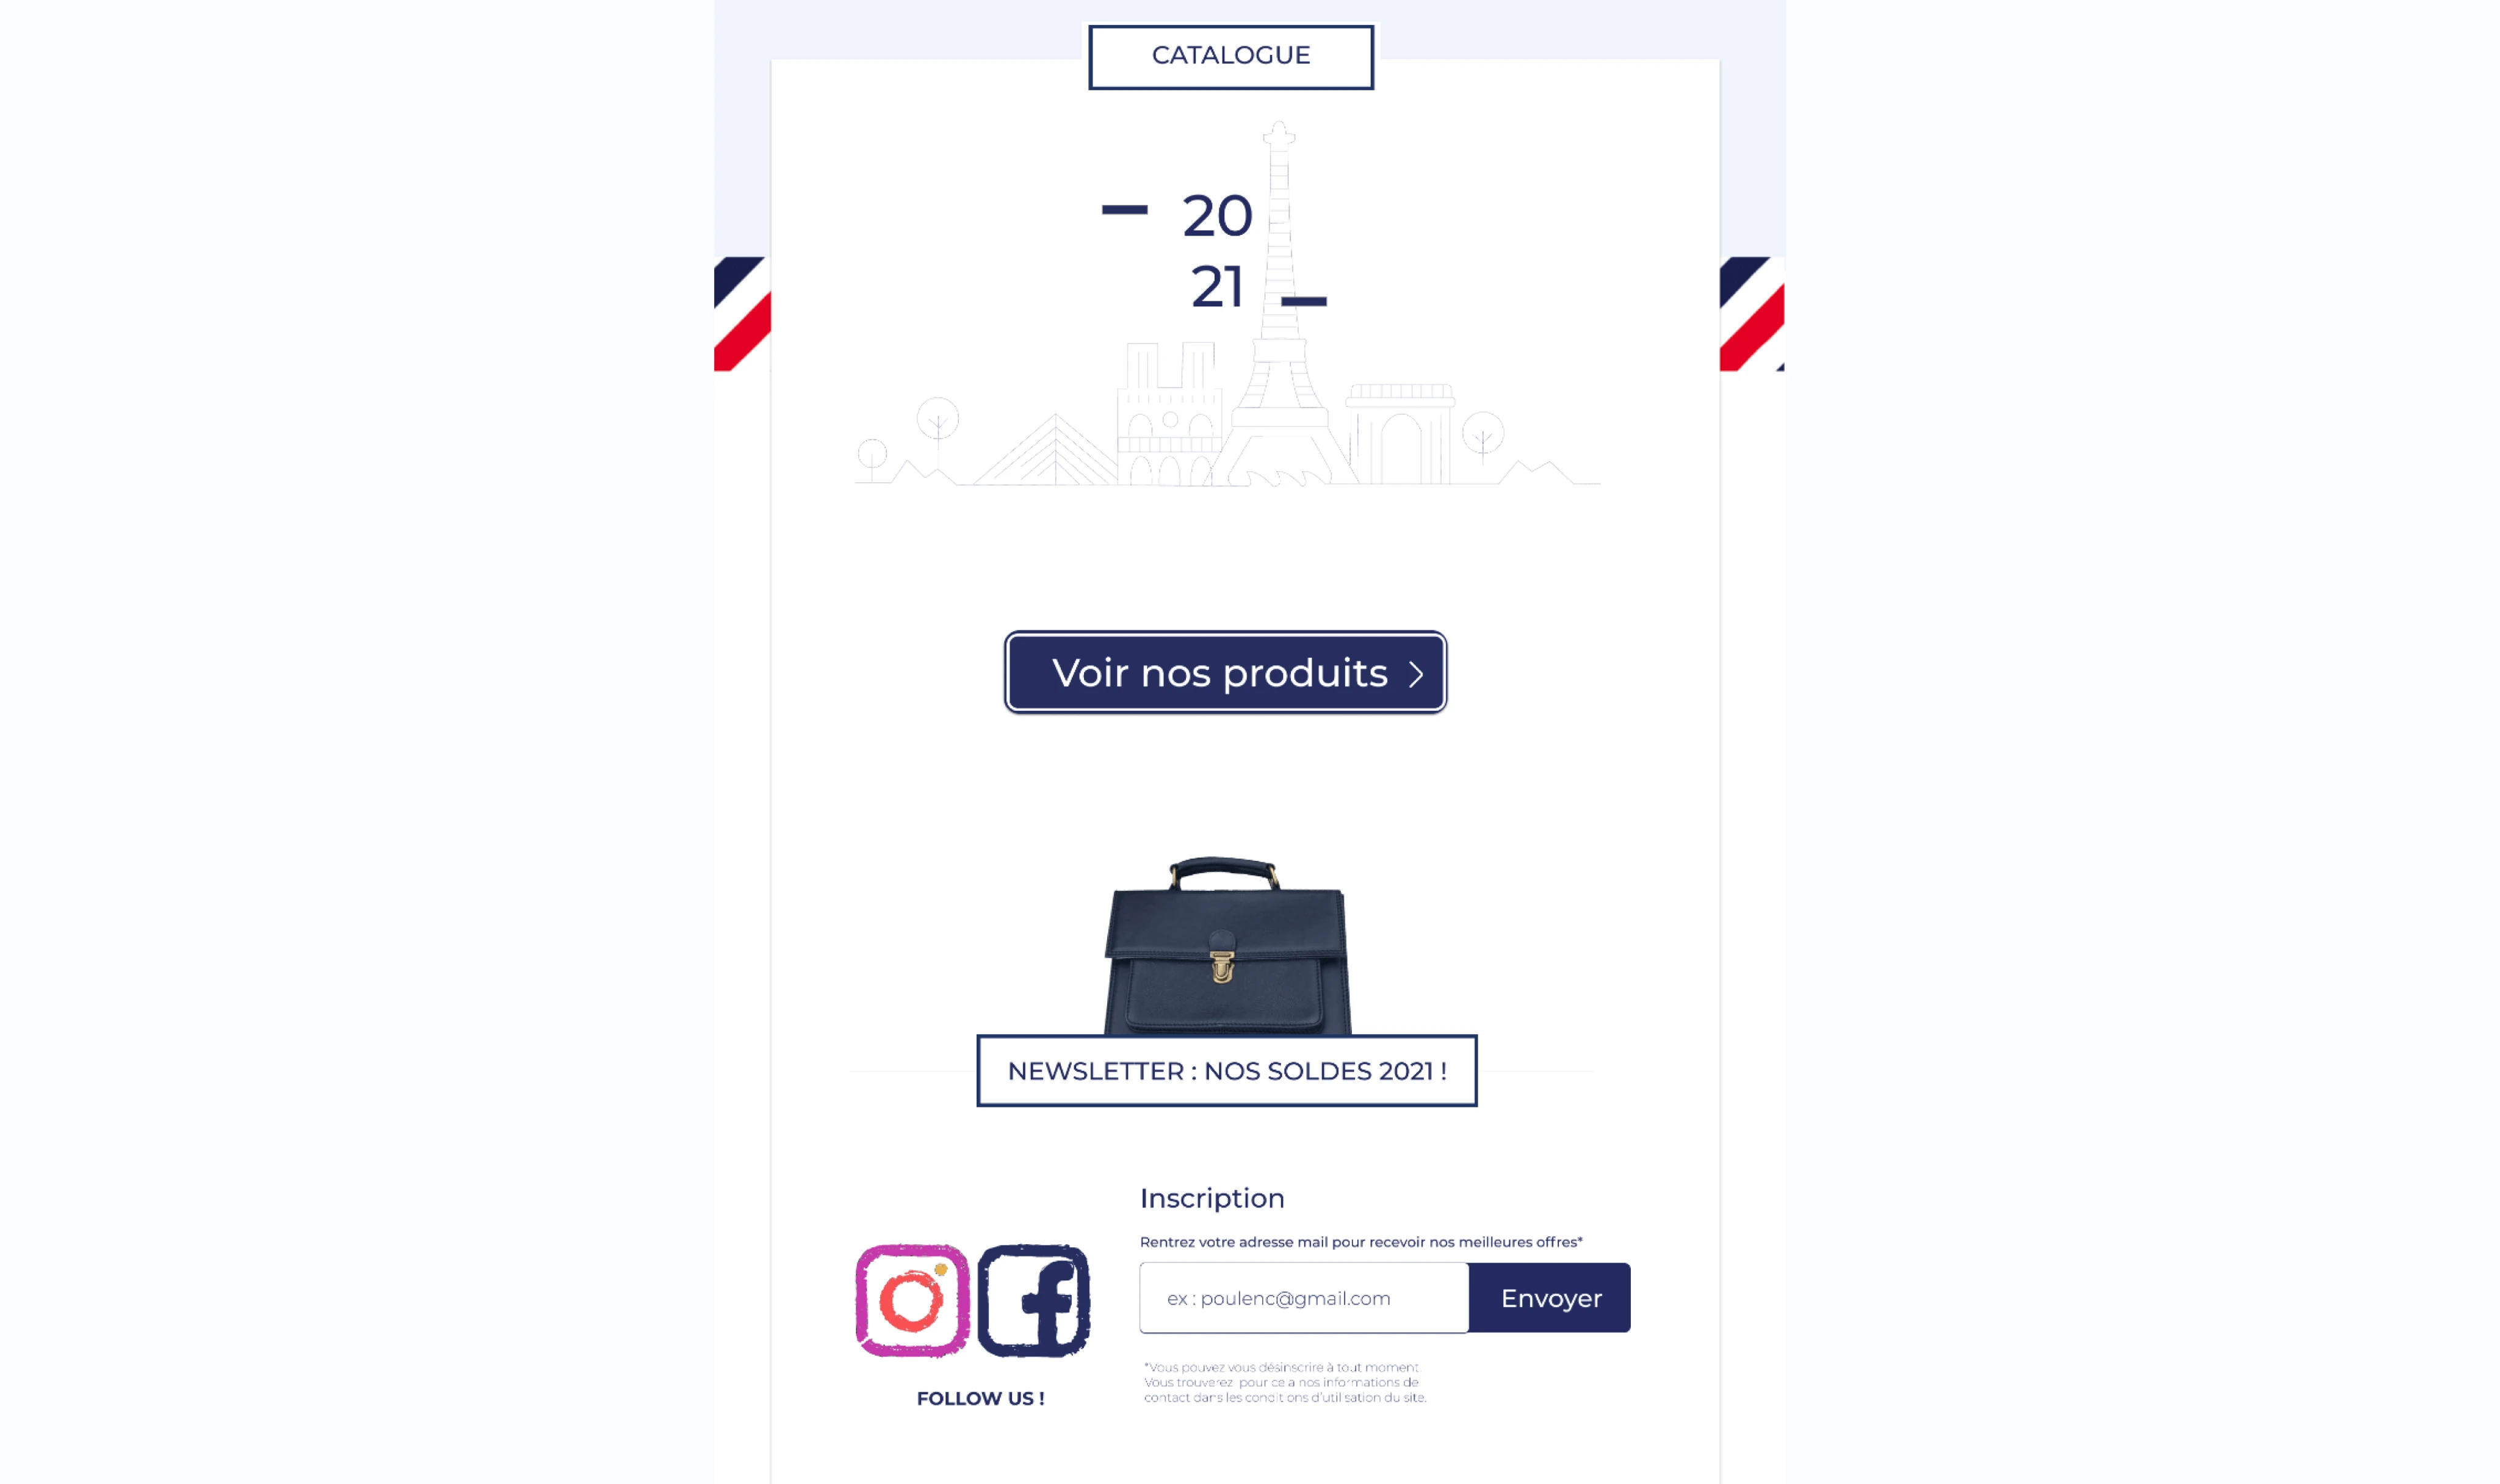 CATALOGUE
20
21
Voir nos produits
NEWSLETTER : NOS SOLDES 2021 !
Inscription
Rentrez votre adresse mail pour recevoir nos meilleures offres*
ex : poulenc@gmail.com
Envoyer
*Vous pouvez vous désinscrire à tout moment.
Vous trouverez pour cela nos informations de
contact dans les conditions d'utilisation du site.
FOLLOW US !